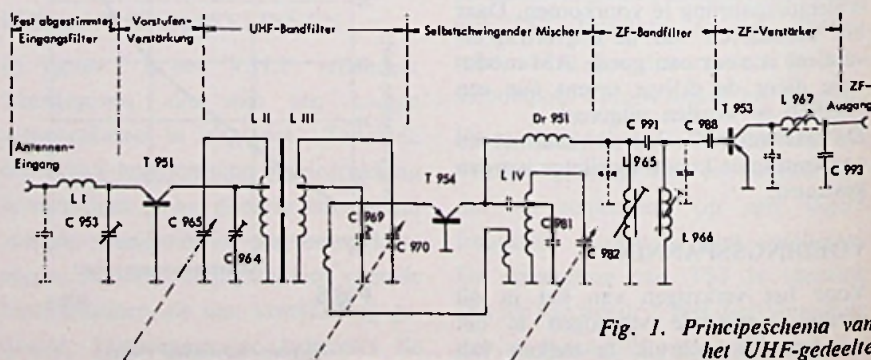 Fest abgestimmtes
Eingangsfilter
Vorstufen-
Verstärkung
UHF-Bandfilter
Selbstschwingender Mischer
ZF-Bandfilter
ZF-Verstärker
Antennen-
Eingang
L I
C 953
T 951
C 965
C 964
L II
L III
C 969
C 970
T 954
Dr 951
L IV
C 981
C 982
C 991
L 965
C 988
L 966
T 953
L 967
ZF-
Ausgang
C 993
Fig. 1. Principeschema van
het UHF-gedeelte